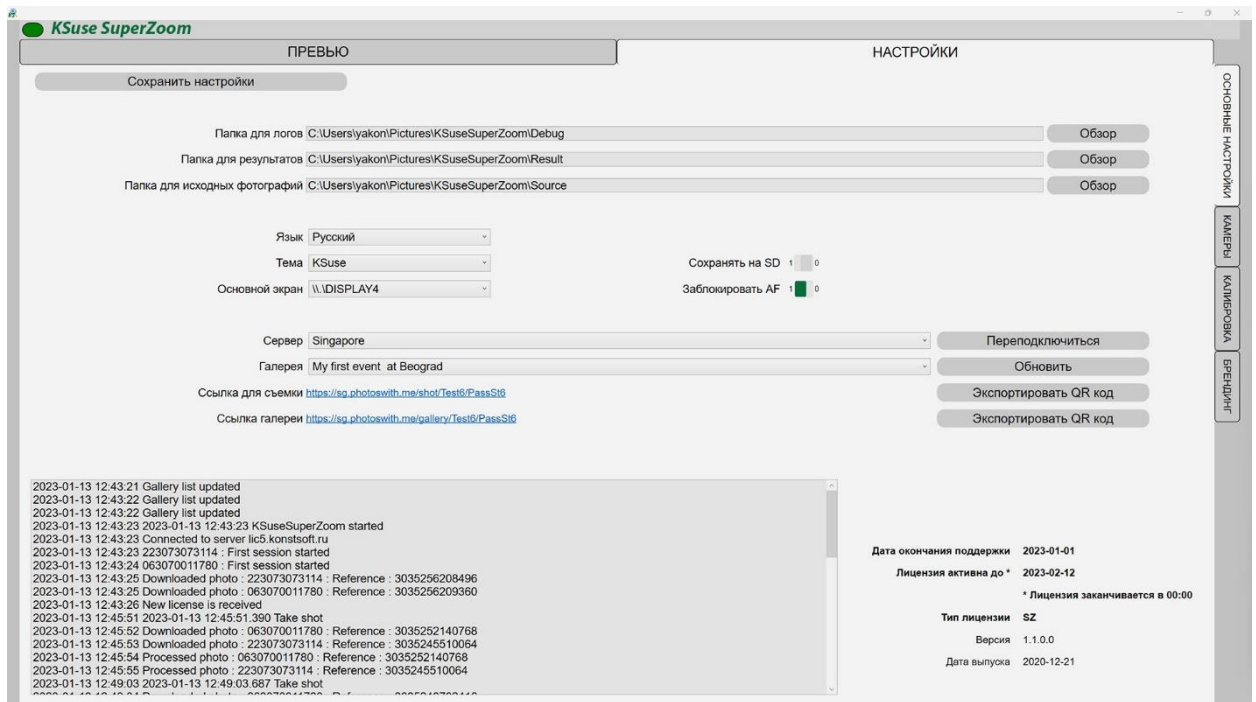 KSuse SuperZoom
ПРЕВЬЮ
НАСТРОЙКИ
Сохранить настройки
Папка для логов C:\Users\yakon\Pictures\KSuseSuperZoom\Debug Обзор
Папка для результатов C:\Users\yakon\Pictures\KSuseSuperZoom\Result Обзор
Папка для исходных фотографий C:\Users\yakon\Pictures\KSuseSuperZoom\Source Обзор
Язык Русский
Тема KSuse Сохранять на SD 1 0
Основной экран \\.\DISPLAY4 Заблокировать AF 1 0
Сервер Singapore Переподключиться
Галерея My first event at Beograd Обновить
Ссылка для съемки https://sg.photoswith.me/shot/Test6/PassSt6 Экспортировать QR код
Ссылка галереи https://sg.photoswith.me/gallery/Test6/PassSt6 Экспортировать QR код
ОСНОВНЫЕ НАСТРОЙКИ
КАМЕРЫ
КАЛИБРОВКА
БРЕНДИНГ
2023-01-13 12:43:21 Gallery list updated
2023-01-13 12:43:22 Gallery list updated
2023-01-13 12:43:22 Gallery list updated
2023-01-13 12:43:23 2023-01-13 12:43:23 KSuseSuperZoom started
2023-01-13 12:43:23 Connected to server lic5.konstsoft.ru
2023-01-13 12:43:23 223073073114 : First session started
2023-01-13 12:43:24 063070011780 : First session started
2023-01-13 12:43:25 Downloaded photo : 223073073114 : Reference : 3035256208496
2023-01-13 12:43:25 Downloaded photo : 063070011780 : Reference : 3035256209360
2023-01-13 12:43:26 New license is received
2023-01-13 12:45:51 2023-01-13 12:45:51.390 Take shot
2023-01-13 12:45:52 Downloaded photo : 063070011780 : Reference : 3035252140768
2023-01-13 12:45:53 Downloaded photo : 223073073114 : Reference : 3035245510064
2023-01-13 12:45:54 Processed photo : 063070011780 : Reference : 3035252140768
2023-01-13 12:45:55 Processed photo : 223073073114 : Reference : 3035245510064
2023-01-13 12:49:03 2023-01-13 12:49:03.687 Take shot
Дата окончания поддержки 2023-01-01
Лицензия активна до * 2023-02-12
* Лицензия заканчивается в 00:00
Тип лицензии SZ
Версия 1.1.0.0
Дата выпуска 2020-12-21